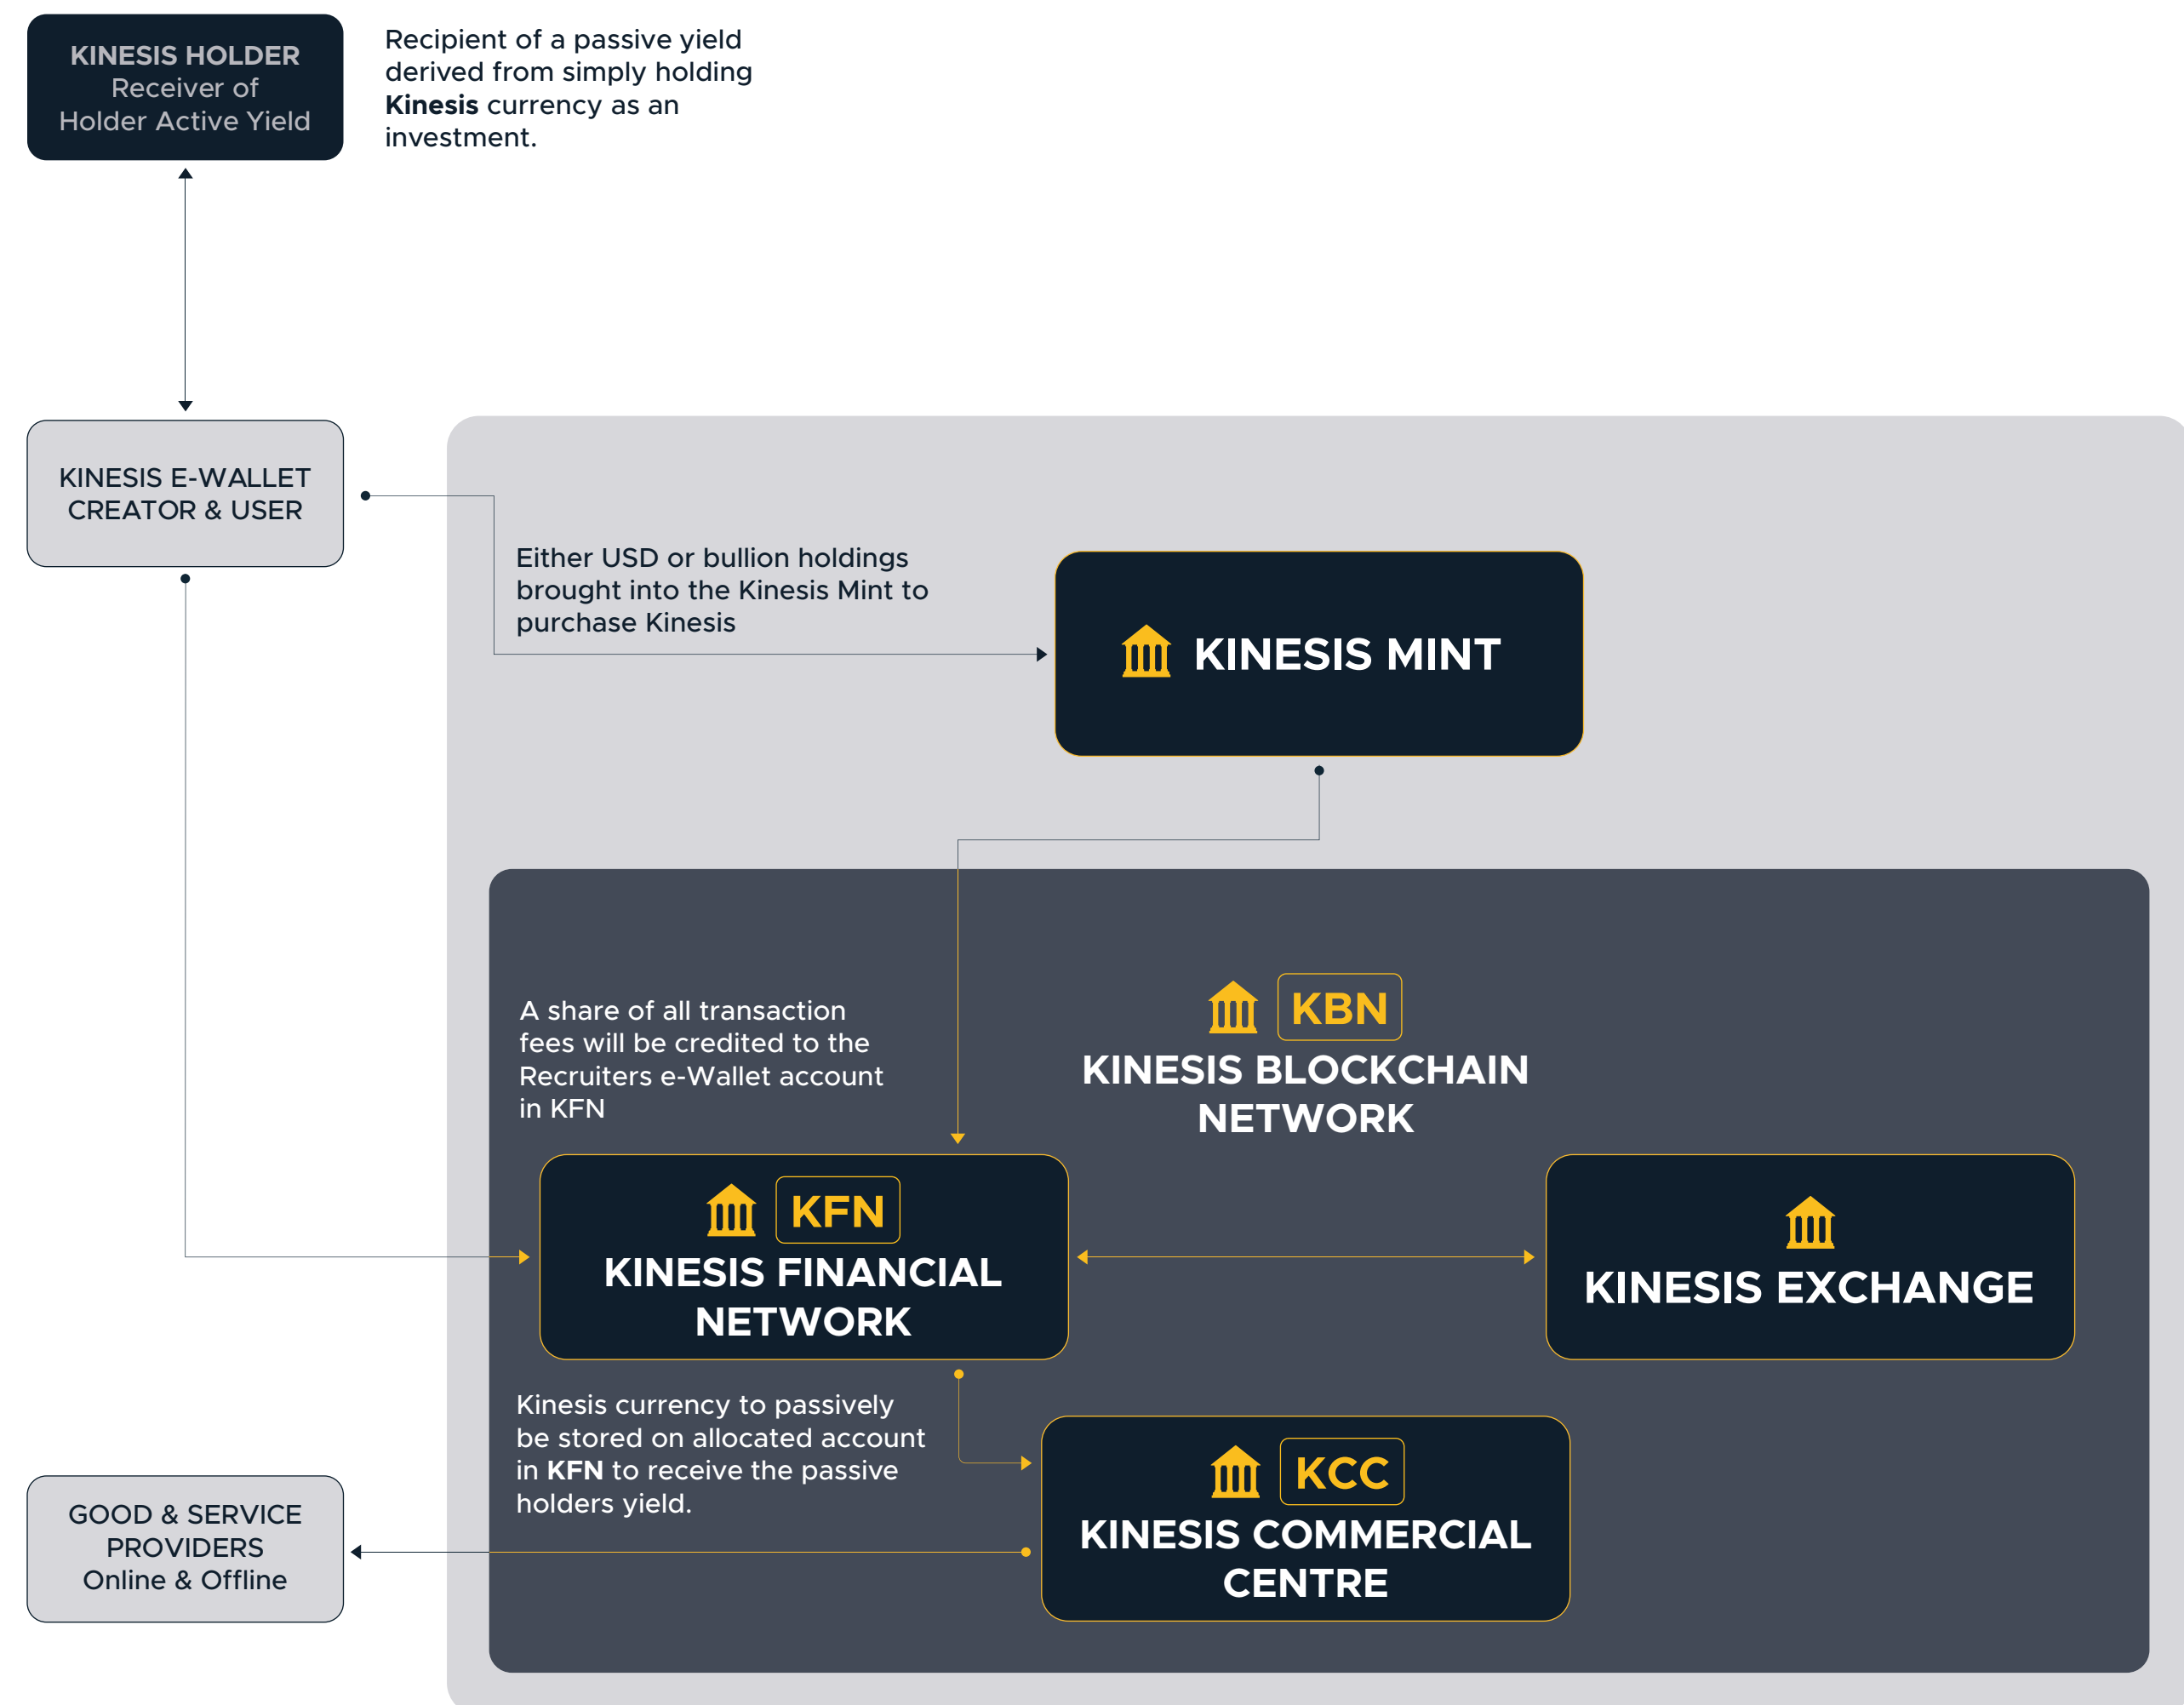 KINESIS HOLDER
Receiver of
Holder Active Yield
Recipient of a passive yield
derived from simply holding
Kinesis currency as an
investment.
KINESIS E-WALLET
CREATOR & USER
Either USD or bullion holdings
brought into the Kinesis Mint to
purchase Kinesis
KINESIS MINT
A share of all transaction
fees will be credited to the
Recruiters e-Wallet account
in KFN
KBN
KINESIS BLOCKCHAIN
NETWORK
KFN
KINESIS FINANCIAL
NETWORK
KINESIS EXCHANGE
Kinesis currency to passively
be stored on allocated account
in KFN to receive the passive
holders yield.
KCC
KINESIS COMMERCIAL
CENTRE
GOOD & SERVICE
PROVIDERS
Online & Offline